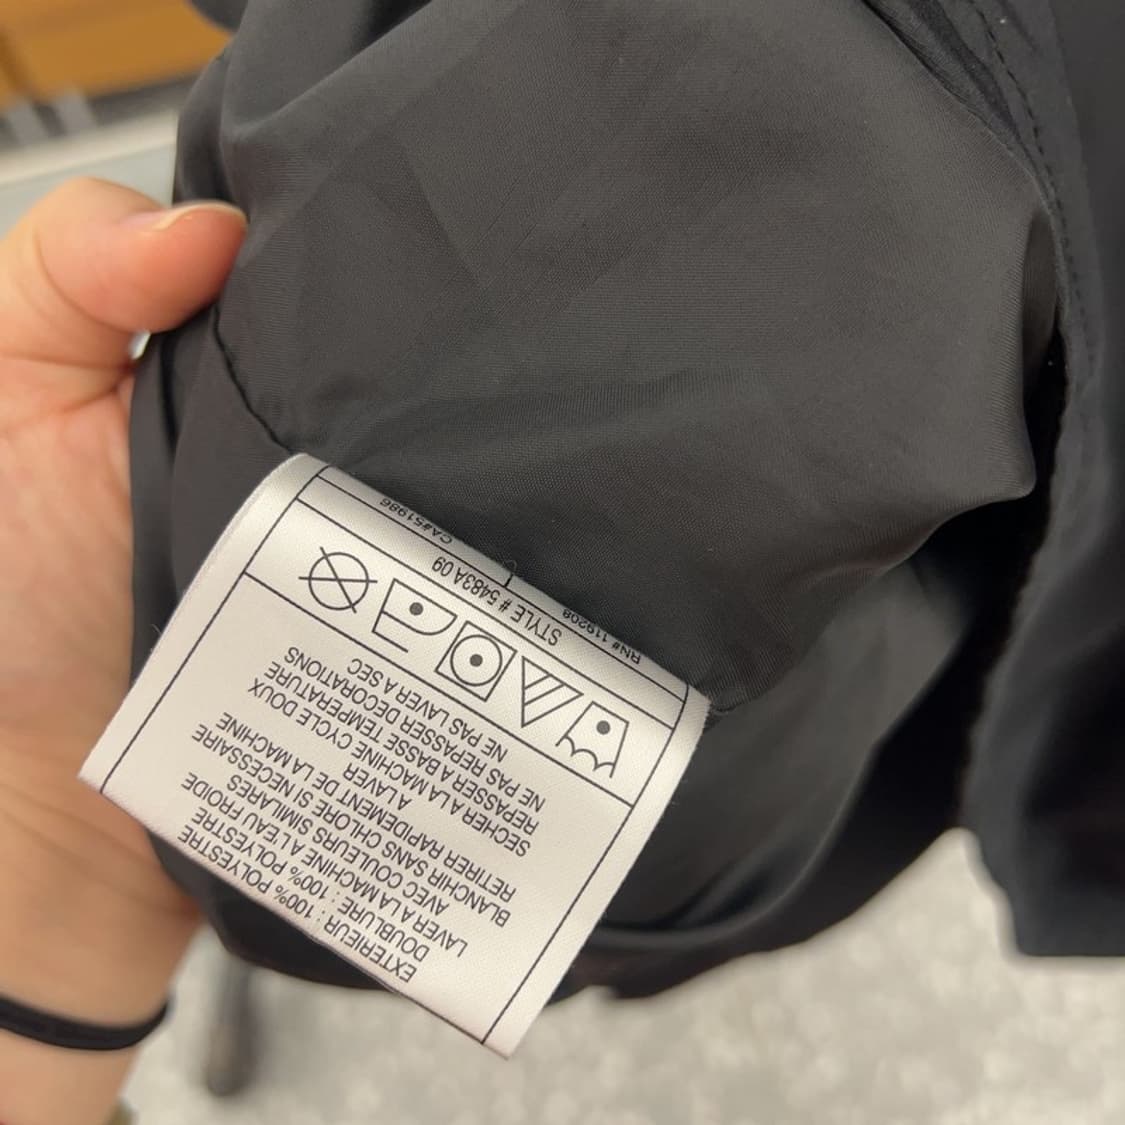 EXTERIEUR : 100% POLYESTRE
DOUBLURE : 100% POLYESTRE
LAVER A LA MACHINE A L'EAU FROIDE
AVEC COULEURS SIMILARES
BLANCHIR SANS CHLORE SI NECESSAIRE
RETIRER RAPIDEMENT DE LA MACHINE
A LAVER
SECHER A LA MACHINE CYCLE DOUX
REPASSER A BASSE TEMPERATURE
NE PAS REPASSER DECORATIONS
NE PAS LAVER A SEC
STYLE # 5483A 09
RN# 119208 CA#51986